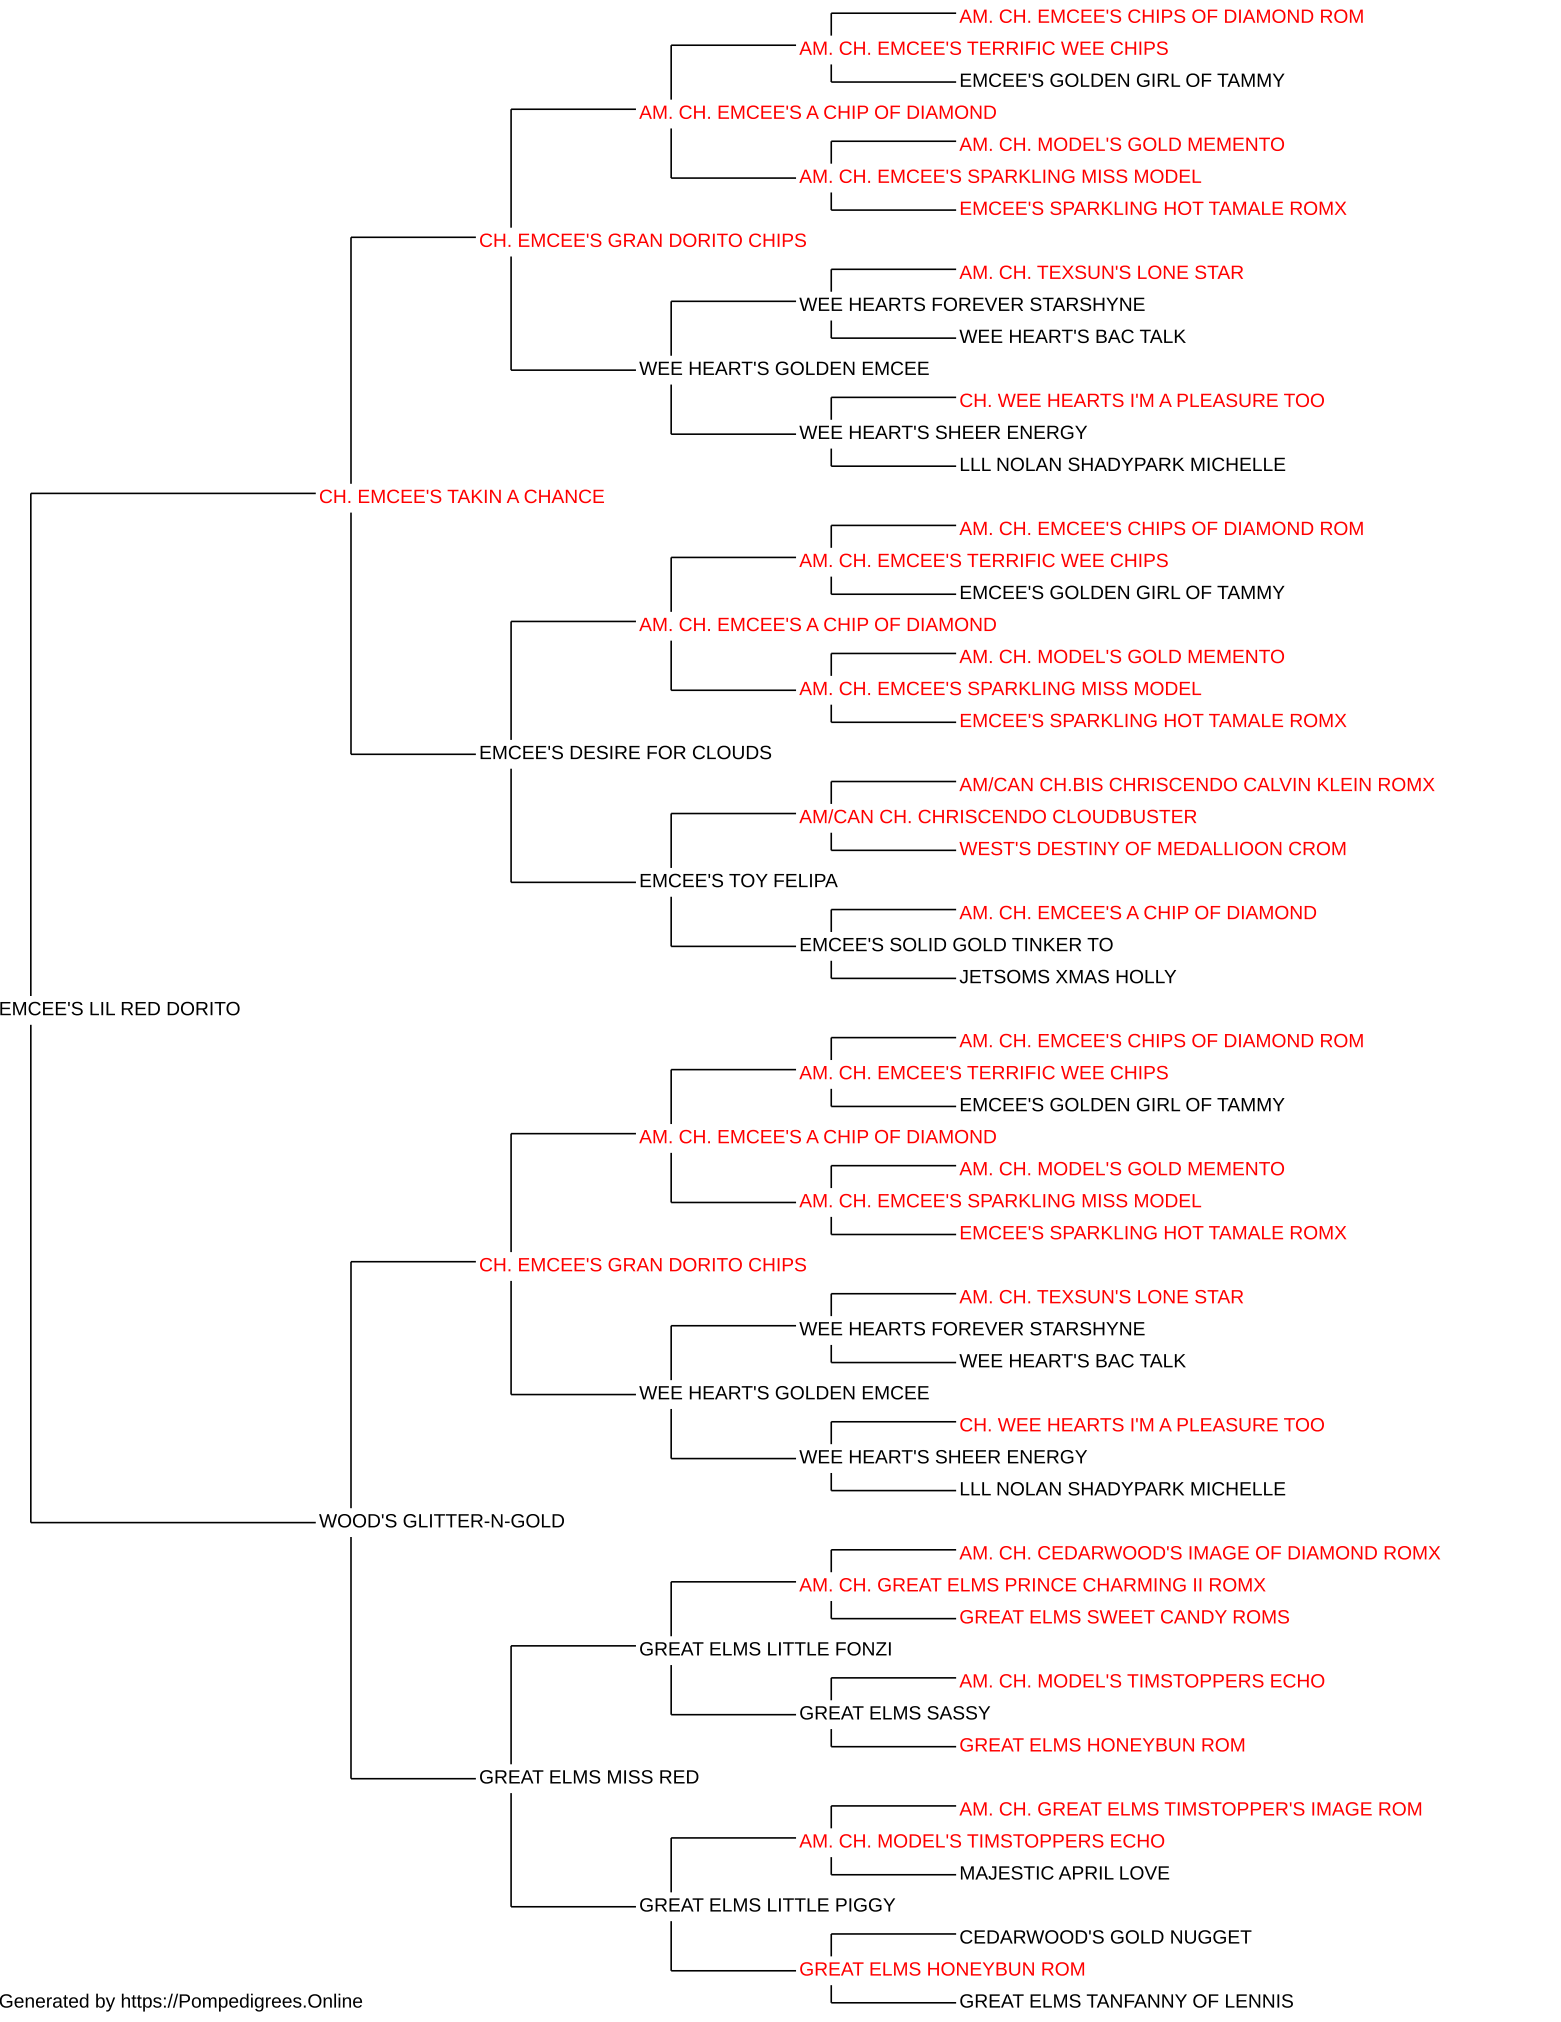 AM. CH. EMCEE'S CHIPS OF DIAMOND ROM
AM. CH. EMCEE'S TERRIFIC WEE CHIPS
EMCEE'S GOLDEN GIRL OF TAMMY
AM. CH. EMCEE'S A CHIP OF DIAMOND
AM. CH. MODEL'S GOLD MEMENTO
AM. CH. EMCEE'S SPARKLING MISS MODEL
EMCEE'S SPARKLING HOT TAMALE ROMX
CH. EMCEE'S GRAN DORITO CHIPS
AM. CH. TEXSUN'S LONE STAR
WEE HEARTS FOREVER STARSHYNE
WEE HEART'S BAC TALK
WEE HEART'S GOLDEN EMCEE
CH. WEE HEARTS I'M A PLEASURE TOO
WEE HEART'S SHEER ENERGY
LLL NOLAN SHADYPARK MICHELLE
CH. EMCEE'S TAKIN A CHANCE
AM. CH. EMCEE'S CHIPS OF DIAMOND ROM
AM. CH. EMCEE'S TERRIFIC WEE CHIPS
EMCEE'S GOLDEN GIRL OF TAMMY
AM. CH. EMCEE'S A CHIP OF DIAMOND
AM. CH. MODEL'S GOLD MEMENTO
AM. CH. EMCEE'S SPARKLING MISS MODEL
EMCEE'S SPARKLING HOT TAMALE ROMX
EMCEE'S DESIRE FOR CLOUDS
AM/CAN CH.BIS CHRISCENDO CALVIN KLEIN ROMX
AM/CAN CH. CHRISCENDO CLOUDBUSTER
WEST'S DESTINY OF MEDALLIOON CROM
EMCEE'S TOY FELIPA
AM. CH. EMCEE'S A CHIP OF DIAMOND
EMCEE'S SOLID GOLD TINKER TO
JETSOMS XMAS HOLLY
EMCEE'S LIL RED DORITO
AM. CH. EMCEE'S CHIPS OF DIAMOND ROM
AM. CH. EMCEE'S TERRIFIC WEE CHIPS
EMCEE'S GOLDEN GIRL OF TAMMY
AM. CH. EMCEE'S A CHIP OF DIAMOND
AM. CH. MODEL'S GOLD MEMENTO
AM. CH. EMCEE'S SPARKLING MISS MODEL
EMCEE'S SPARKLING HOT TAMALE ROMX
CH. EMCEE'S GRAN DORITO CHIPS
AM. CH. TEXSUN'S LONE STAR
WEE HEARTS FOREVER STARSHYNE
WEE HEART'S BAC TALK
WEE HEART'S GOLDEN EMCEE
CH. WEE HEARTS I'M A PLEASURE TOO
WEE HEART'S SHEER ENERGY
LLL NOLAN SHADYPARK MICHELLE
WOOD'S GLITTER-N-GOLD
AM. CH. CEDARWOOD'S IMAGE OF DIAMOND ROMX
AM. CH. GREAT ELMS PRINCE CHARMING II ROMX
GREAT ELMS SWEET CANDY ROMS
GREAT ELMS LITTLE FONZI
AM. CH. MODEL'S TIMSTOPPERS ECHO
GREAT ELMS SASSY
GREAT ELMS HONEYBUN ROM
GREAT ELMS MISS RED
AM. CH. GREAT ELMS TIMSTOPPER'S IMAGE ROM
AM. CH. MODEL'S TIMSTOPPERS ECHO
MAJESTIC APRIL LOVE
GREAT ELMS LITTLE PIGGY
CEDARWOOD'S GOLD NUGGET
GREAT ELMS HONEYBUN ROM
GREAT ELMS TANFANNY OF LENNIS
Generated by https://Pompedigrees.Online